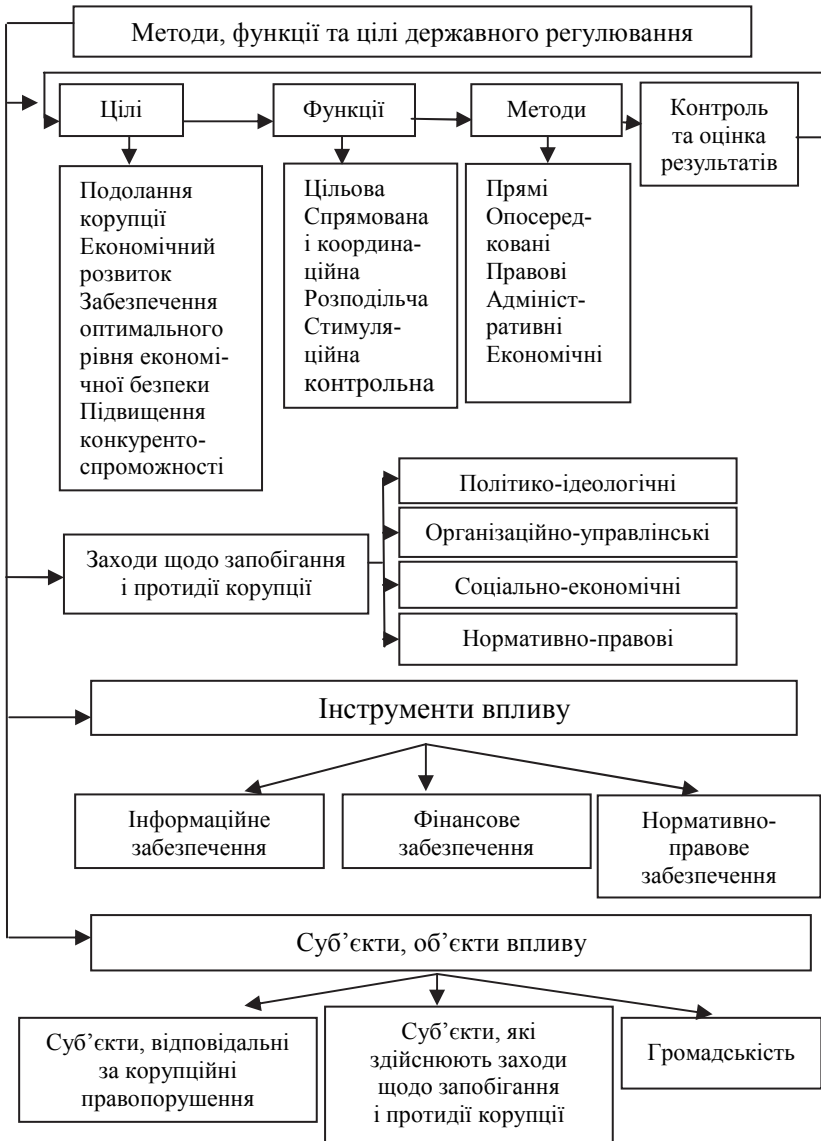 Методи, функції та цілі державного регулювання
Цілі
Функції
Методи
Контроль
та оцінка
результатів
Подолання
корупції
Економічний
розвиток
Забезпечення
оптимального
рівня економі-
чної безпеки
Підвищення
конкуренто-
спроможності
Цільова
Спрямована
і координа-
ційна
Розподільча
Стимуля-
ційна
контрольна
Прямі
Опосеред-
ковані
Правові
Адмініст-
ративні
Економічні
Заходи щодо запобігання
і протидії корупції
Політико-ідеологічні
Організаційно-управлінські
Соціально-економічні
Нормативно-правові
Інструменти впливу
Інформаційне
забезпечення
Фінансове
забезпечення
Нормативно-
правове
забезпечення
Суб’єкти, об’єкти впливу
Суб’єкти, відповідальні
за корупційні
правопорушення
Суб’єкти, які
здійснюють заходи
щодо запобігання
і протидії корупції
Громадськість